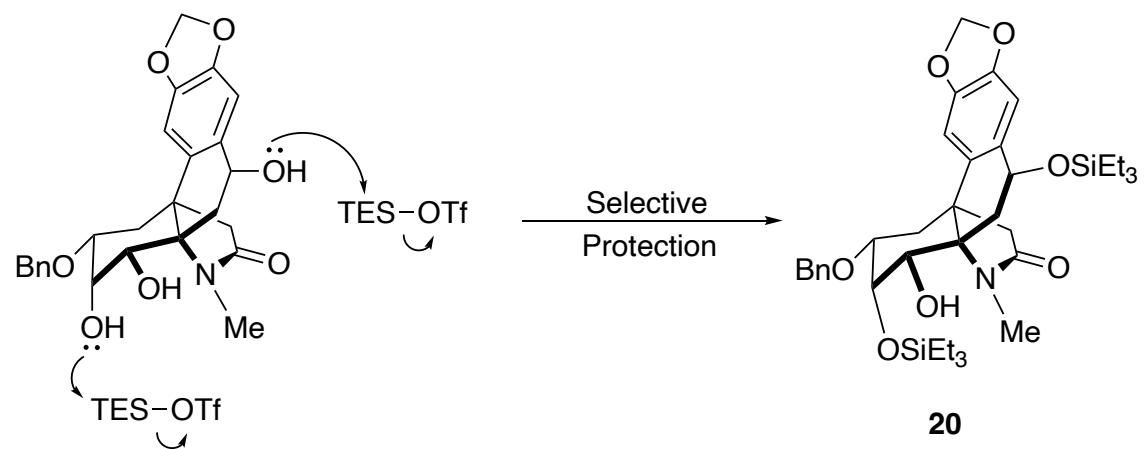 O
O
OH
TES–OTf
BnO
OH
N
O
Me
OH
TES–OTf
Selective
Protection
O
O
OSiEt3
BnO
OH
N
O
Me
OSiEt3
20